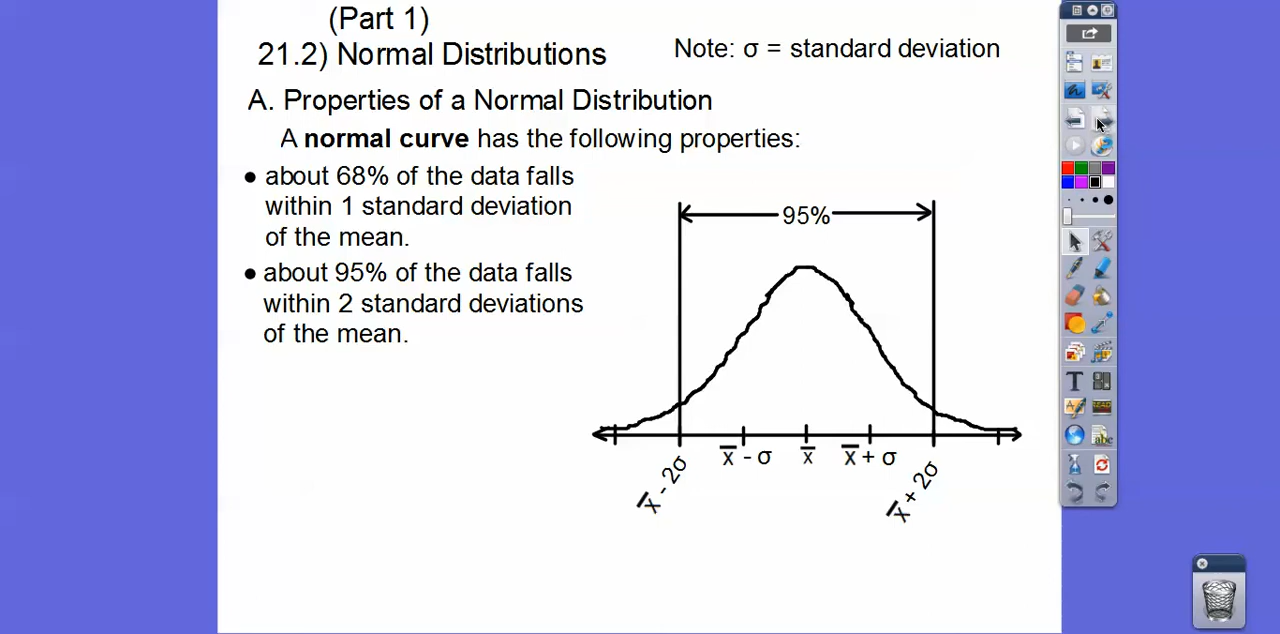 (Part 1)
21.2) Normal Distributions
Note: σ = standard deviation
A. Properties of a Normal Distribution
A normal curve has the following properties:
• about 68% of the data falls
within 1 standard deviation
of the mean.
• about 95% of the data falls
within 2 standard deviations
of the mean.
95%
x̅ - 2σ
x̅ - σ
x̅
x̅ + σ
x̅ + 2σ